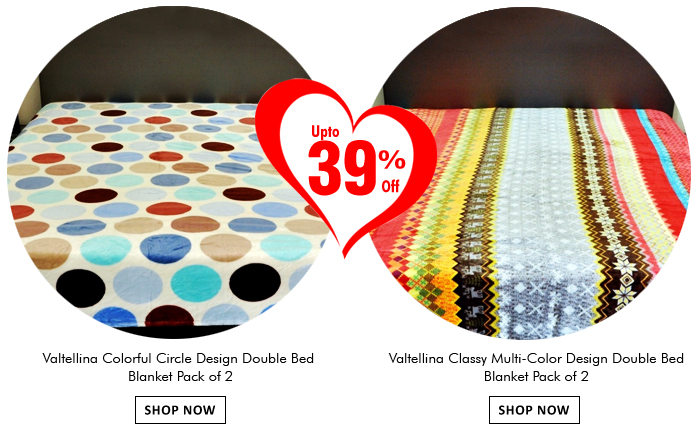 Upto
39%
Off
Valtellina Colorful Circle Design Double Bed
Blanket Pack of 2
SHOP NOW
Valtellina Classy Multi-Color Design Double Bed
Blanket Pack of 2
SHOP NOW